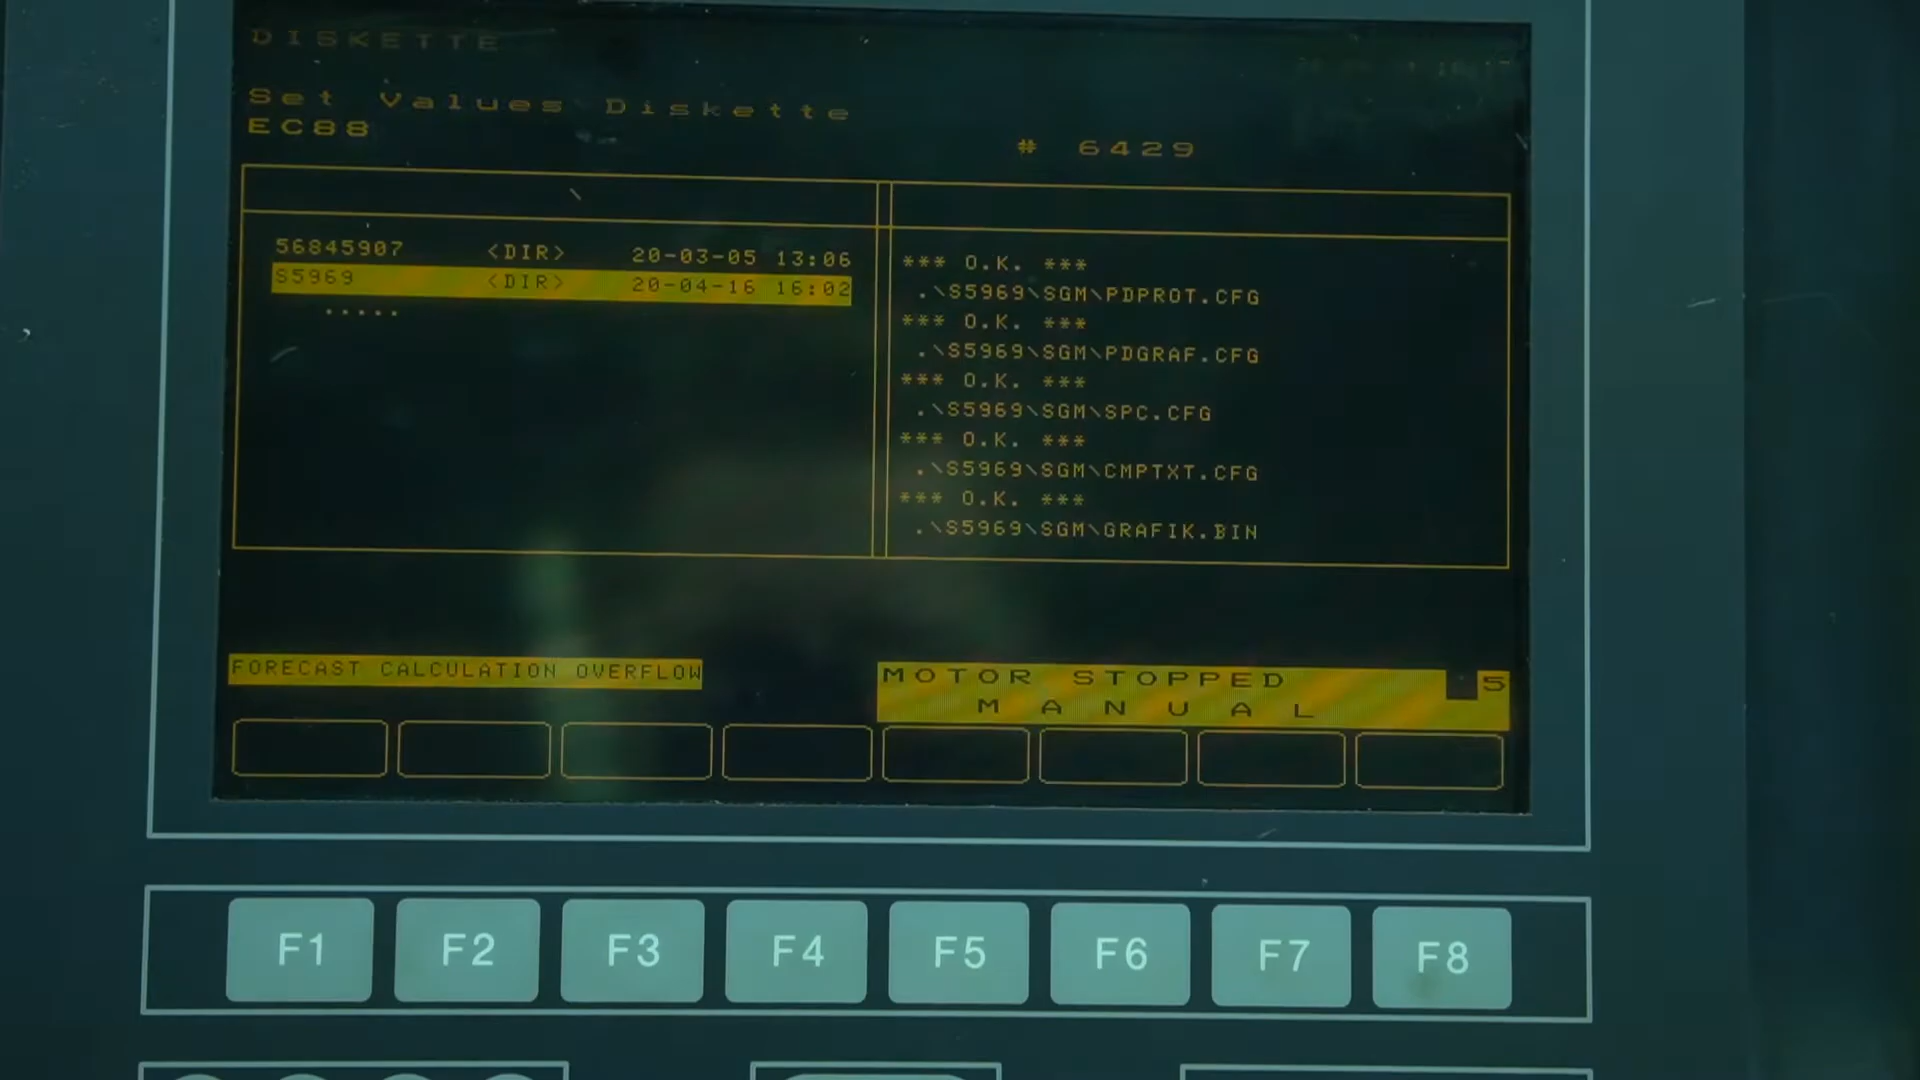 DISKETTE
Set Values Diskette
EC88
# 6429
56845907 <DIR> 20-03-05 13:06
S5969 <DIR> 20-04-16 16:02
.....
*** O.K. ***
.\S5969\SGM\PDPROT.CFG
*** O.K. ***
.\S5969\SGM\PDGRAF.CFG
*** O.K. ***
.\S5969\SGM\SPC.CFG
*** O.K. ***
.\S5969\SGM\CMPTXT.CFG
*** O.K. ***
.\S5969\SGM\GRAFIK.BIN
FORECAST CALCULATION OVERFLOW
MOTOR STOPPED 5
MANUAL
F1 F2 F3 F4 F5 F6 F7 F8